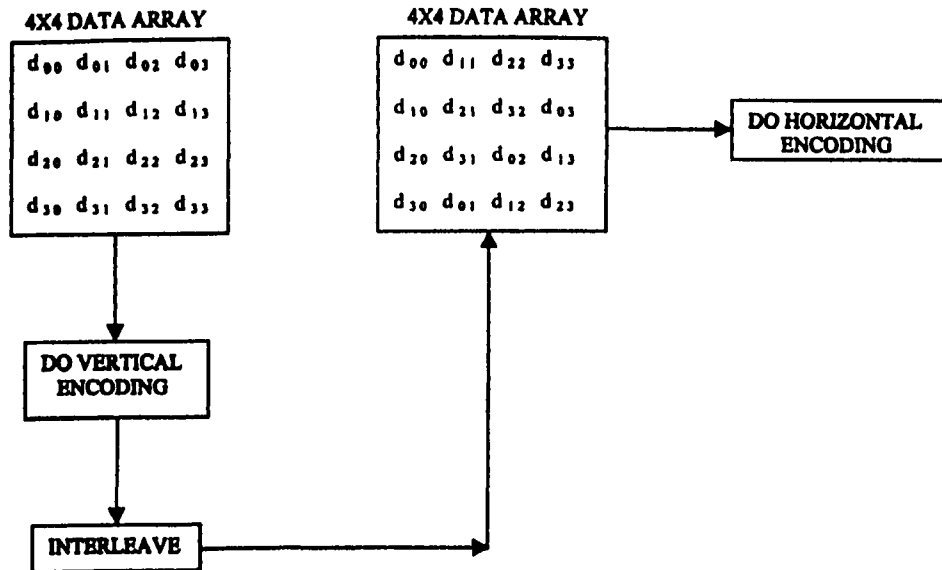 4X4 DATA ARRAY
d00 d01 d02 d03
d10 d11 d12 d13
d20 d21 d22 d23
d30 d31 d32 d33
DO VERTICAL
ENCODING
INTERLEAVE
4X4 DATA ARRAY
d00 d11 d22 d33
d10 d21 d32 d03
d20 d31 d02 d13
d30 d01 d12 d23
DO HORIZONTAL
ENCODING